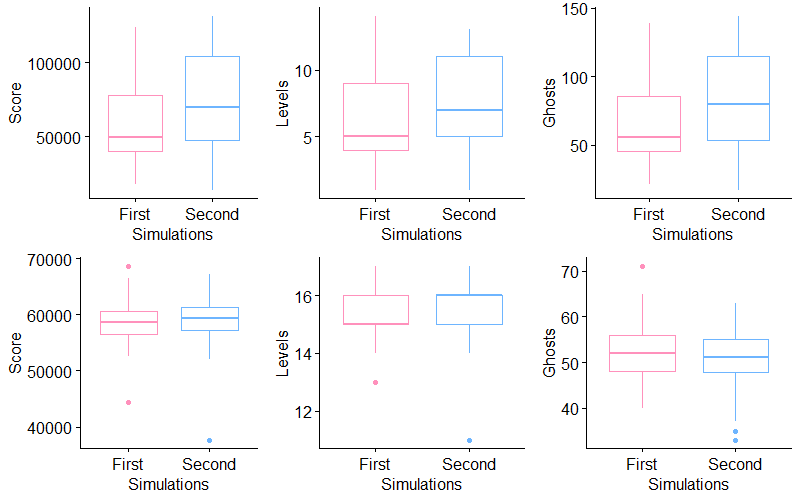 Score
100000
50000
First Second
Simulations
Levels
10
5
First Second
Simulations
Ghosts
150
100
50
First Second
Simulations
Score
70000
60000
50000
40000
First Second
Simulations
Levels
16
14
12
First Second
Simulations
Ghosts
70
60
50
40
First Second
Simulations